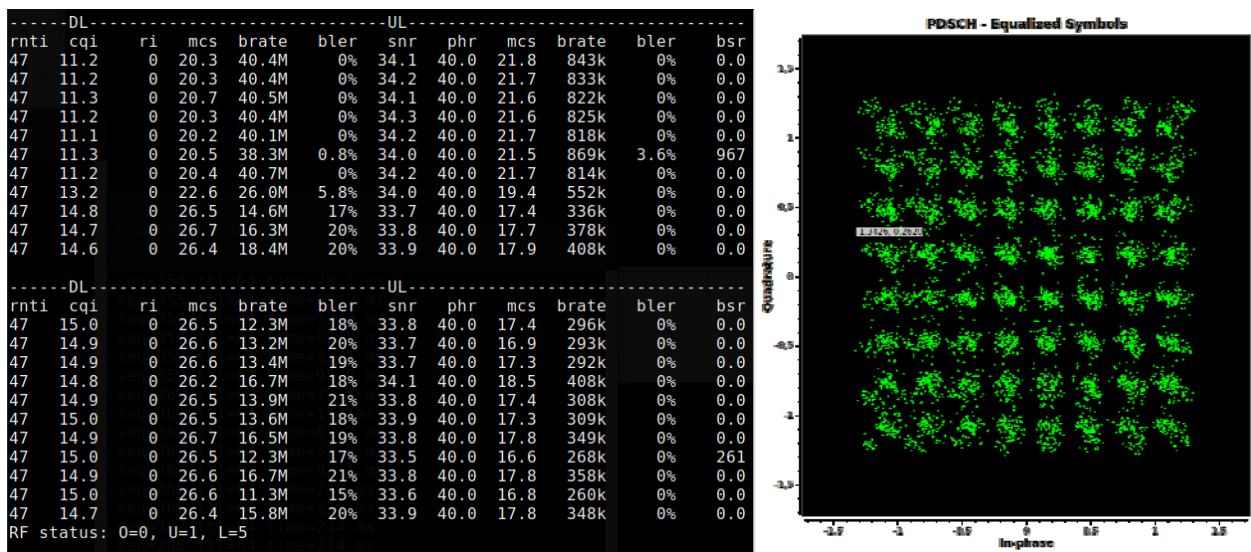 ------DL------------------------------UL----------------------------------
rnti cqi ri mcs brate bler snr phr mcs brate bler bsr
47 11.2 0 20.3 40.4M 0% 34.1 40.0 21.8 843k 0% 0.0
47 11.2 0 20.3 40.4M 0% 34.2 40.0 21.7 833k 0% 0.0
47 11.3 0 20.7 40.5M 0% 34.1 40.0 21.6 822k 0% 0.0
47 11.2 0 20.3 40.4M 0% 34.3 40.0 21.6 825k 0% 0.0
47 11.1 0 20.2 40.1M 0% 34.2 40.0 21.7 818k 0% 0.0
47 11.3 0 20.5 38.3M 0.8% 34.0 40.0 21.5 869k 3.6% 967
47 11.2 0 20.4 40.7M 0% 34.2 40.0 21.7 814k 0% 0.0
47 13.2 0 22.6 26.0M 5.8% 34.0 40.0 19.4 552k 0% 0.0
47 14.8 0 26.5 14.6M 17% 33.7 40.0 17.4 336k 0% 0.0
47 14.7 0 26.7 16.3M 20% 33.8 40.0 17.7 378k 0% 0.0
47 14.6 0 26.4 18.4M 20% 33.9 40.0 17.9 408k 0% 0.0
------DL------------------------------UL----------------------------------
rnti cqi ri mcs brate bler snr phr mcs brate bler bsr
47 15.0 0 26.5 12.3M 18% 33.8 40.0 17.4 296k 0% 0.0
47 14.9 0 26.6 13.2M 20% 33.7 40.0 16.9 293k 0% 0.0
47 14.9 0 26.6 13.4M 19% 33.7 40.0 17.3 292k 0% 0.0
47 14.8 0 26.2 16.7M 18% 34.1 40.0 18.5 408k 0% 0.0
47 14.9 0 26.5 13.9M 21% 33.8 40.0 17.4 308k 0% 0.0
47 15.0 0 26.5 13.6M 18% 33.9 40.0 17.3 309k 0% 0.0
47 14.9 0 26.7 16.5M 19% 33.8 40.0 17.8 349k 0% 0.0
47 15.0 0 26.5 12.3M 17% 33.5 40.0 16.6 268k 0% 261
47 14.9 0 26.6 16.7M 21% 33.8 40.0 17.8 358k 0% 0.0
47 15.0 0 26.6 11.3M 15% 33.6 40.0 16.8 260k 0% 0.0
47 14.7 0 26.4 15.8M 20% 33.9 40.0 17.8 348k 0% 0.0
RF status: O=0, U=1, L=5
PDSCH - Equalized Symbols
1,5
1
0,5
1.3426, 0.2620
0
-0,5
-1
-1,5
Quadrature
-1,5 -1 -0,5 0 0,5 1 1,5
In-phase